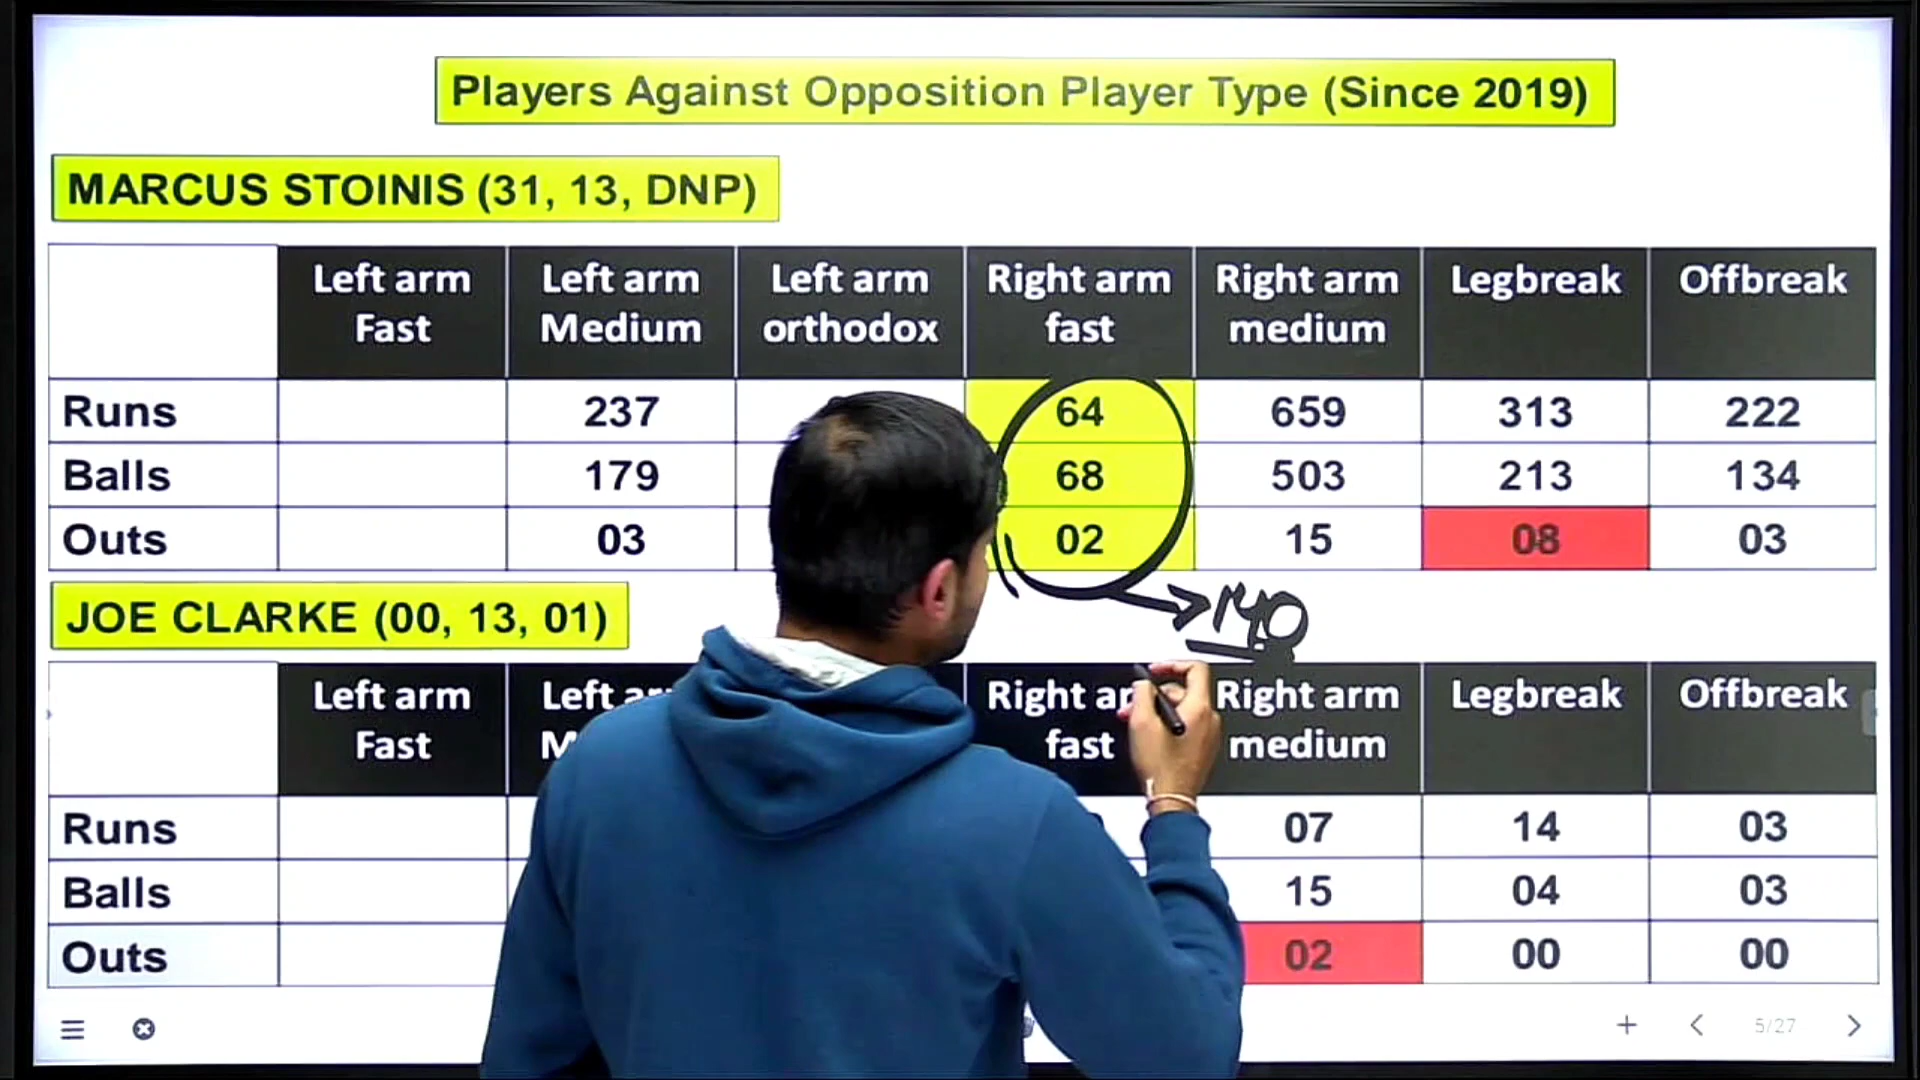 Players Against Opposition Player Type (Since 2019)
MARCUS STOINIS (31, 13, DNP)
Left arm Fast Left arm Medium Left arm orthodox Right arm fast Right arm medium Legbreak Offbreak
Runs 237 64 659 313 222
Balls 179 68 503 213 134
Outs 03 02 15 08 03
140
JOE CLARKE (00, 13, 01)
Left arm Fast Left Right fast Right arm medium Legbreak Offbreak
Runs 07 14 03
Balls 15 04 03
Outs 02 00 00
5/27